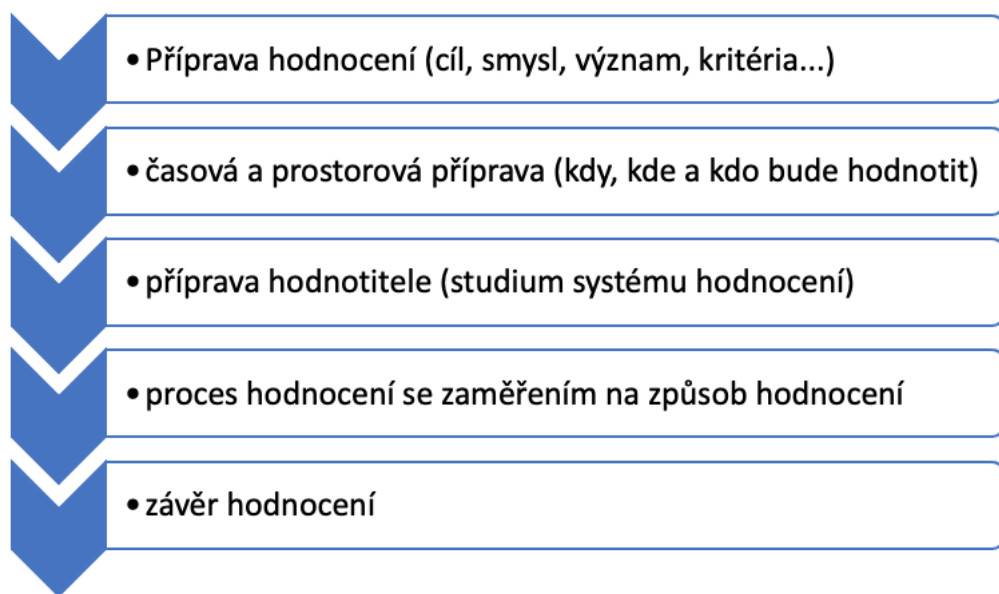 • Příprava hodnocení (cíl, smysl, význam, kritéria...)
• časová a prostorová příprava (kdy, kde a kdo bude hodnotit)
• příprava hodnotitele (studium systému hodnocení)
• proces hodnocení se zaměřením na způsob hodnocení
• závěr hodnocení